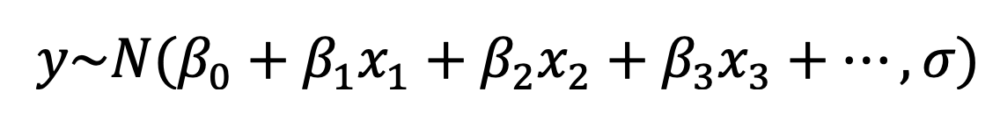 y~N(β₀ + β₁x₁ + β₂x₂ + β₃x₃ + ⋯, σ)